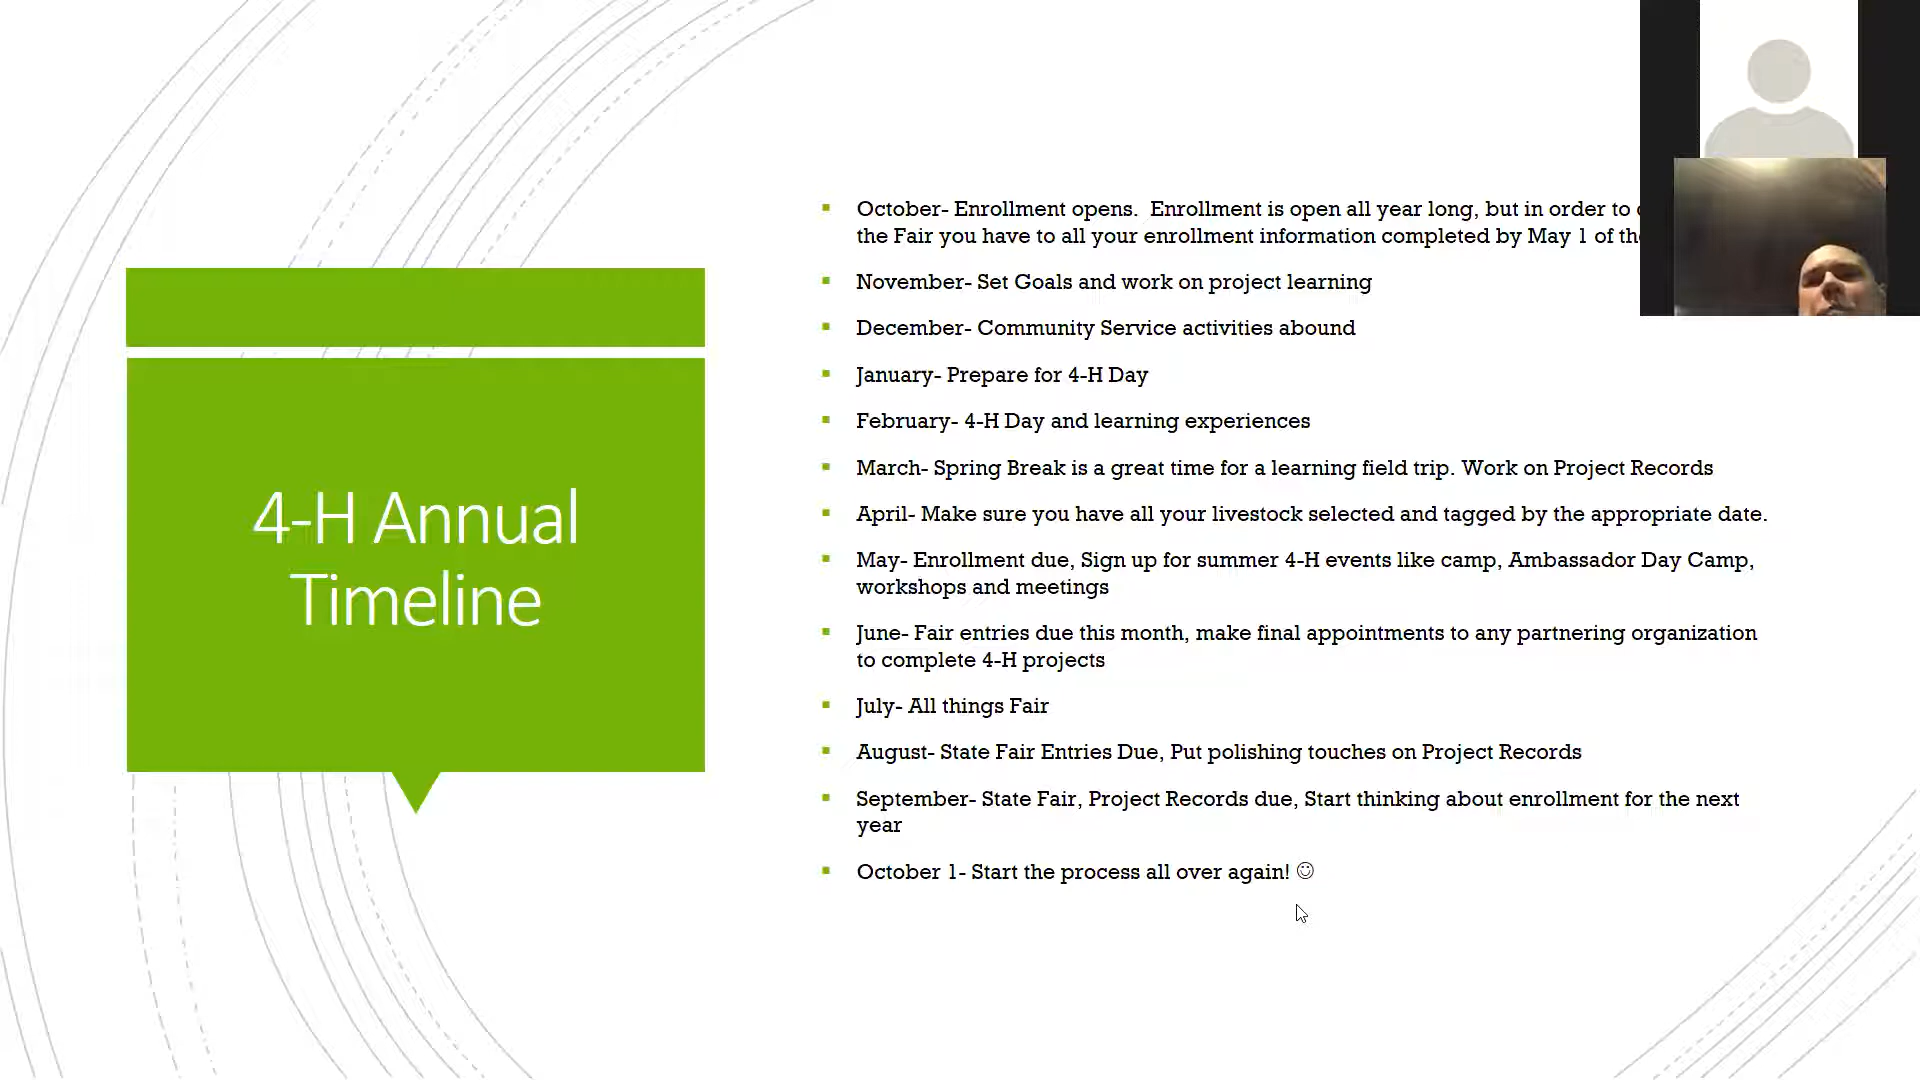 4-H Annual
Timeline
October- Enrollment opens.  Enrollment is open all year long, but in order to
the Fair you have to all your enrollment information completed by May 1 of
November- Set Goals and work on project learning
December- Community Service activities abound
January- Prepare for 4-H Day
February- 4-H Day and learning experiences
March- Spring Break is a great time for a learning field trip. Work on Project Records
April- Make sure you have all your livestock selected and tagged by the appropriate date.
May- Enrollment due, Sign up for summer 4-H events like camp, Ambassador Day Camp,
workshops and meetings
June- Fair entries due this month, make final appointments to any partnering organization
to complete 4-H projects
July- All things Fair
August- State Fair Entries Due, Put polishing touches on Project Records
September- State Fair, Project Records due, Start thinking about enrollment for the next
year
October 1- Start the process all over again! ☺